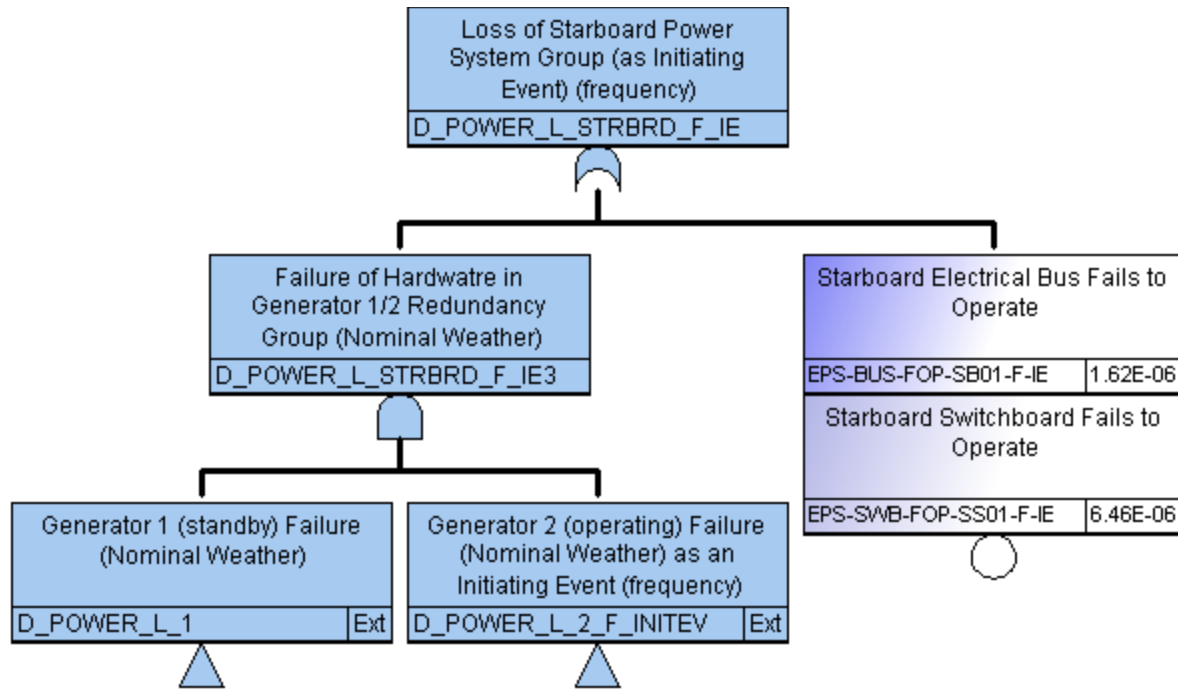 Loss of Starboard Power
System Group (as Initiating
Event) (frequency)
D_POWER_L_STRBRD_F_IE
Failure of Hardwatre in
Generator 1/2 Redundancy
Group (Nominal Weather)
D_POWER_L_STRBRD_F_IE3
Starboard Electrical Bus Fails to
Operate
EPS-BUS-FOP-SB01-F-IE 1.62E-06
Starboard Switchboard Fails to
Operate
EPS-SWB-FOP-SS01-F-IE 6.46E-06
Generator 1 (standby) Failure
(Nominal Weather)
D_POWER_L_1 Ext
Generator 2 (operating) Failure
(Nominal Weather) as an
Initiating Event (frequency)
D_POWER_L_2_F_INITEV Ext